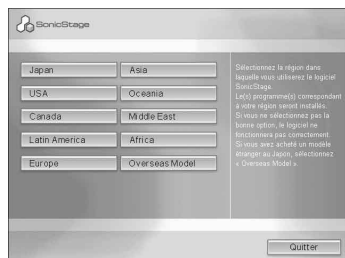 SonicStage
Japan
Asia
USA
Oceania
Canada
Middle East
Latin America
Africa
Europe
Overseas Model
Sélectionnez la région dans
laquelle vous utiliserez le logiciel
SonicStage.
Le(s) programme(s) correspondant
à votre région seront installés.
Si vous ne sélectionnez pas la
bonne option, le logiciel ne
fonctionnera pas correctement.
Si vous avez acheté un modèle
étranger au Japon, sélectionnez
« Overseas Model ».
Quitter